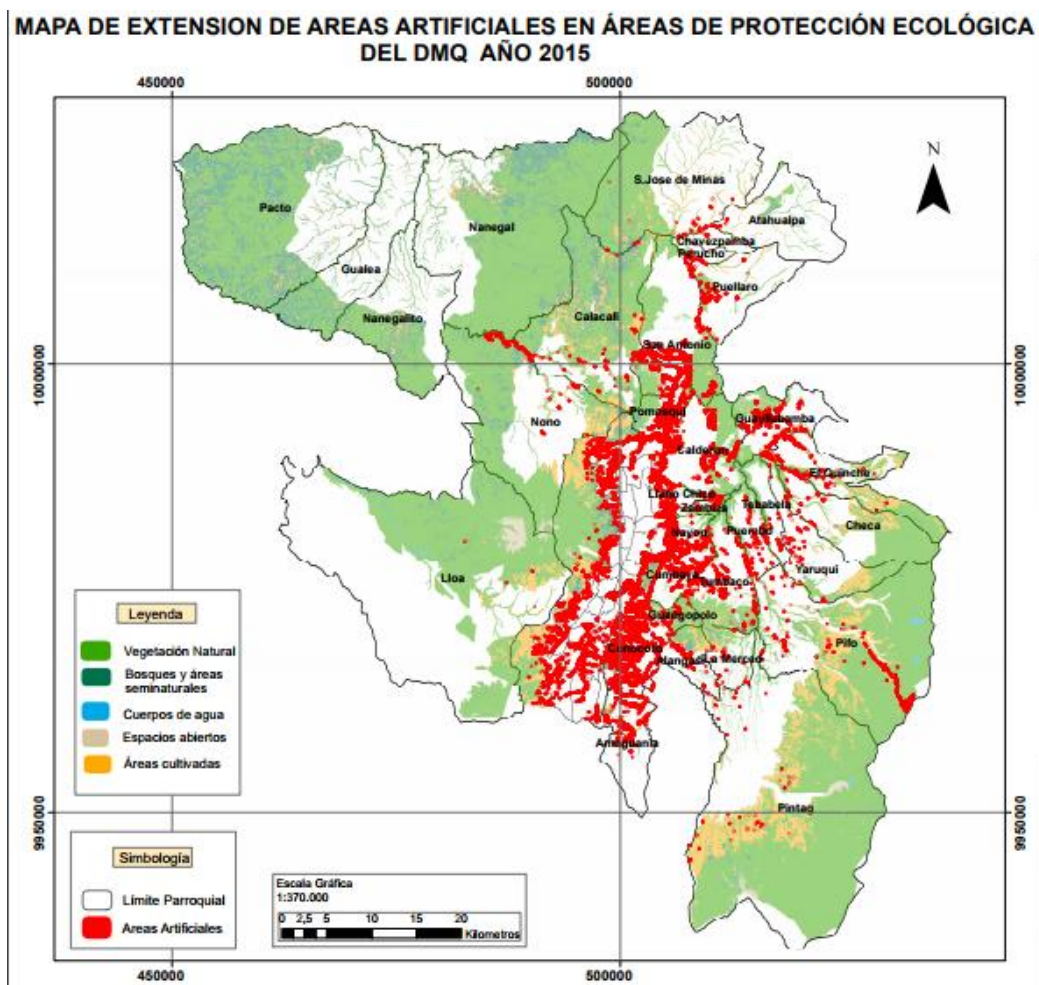 MAPA DE EXTENSION DE AREAS ARTIFICIALES EN ÁREAS DE PROTECCIÓN ECOLÓGICA
DEL DMQ AÑO 2015
450000
500000
N
S.Jose de Minas
Pacto
Atahualpa
Nanegal
Chavezpamba
Perucho
Gualea
Puellaro
Nanegalito
Calacali
San Antonio
10000000
10000000
Pomasqui
Guayllabamba
Nono
Calderon
El Quinche
Llano Chico
Zambiza
Tababela
Checa
Nayon
Puembo
Lloa
Cumbaya
Tumbaco
Yaruqui
Guangopolo
Pifo
Conocoto
Alangasi
La Merced
Amaguaña
Pintag
9950000
9950000
Leyenda
Vegetación Natural
Bosques y áreas
seminaturales
Cuerpos de agua
Espacios abiertos
Áreas cultivadas
Simbología
Límite Parroquial
Areas Artificiales
Escala Gráfica
1:370.000
0 2,5 5 10 15 20
Kilometros
450000
500000